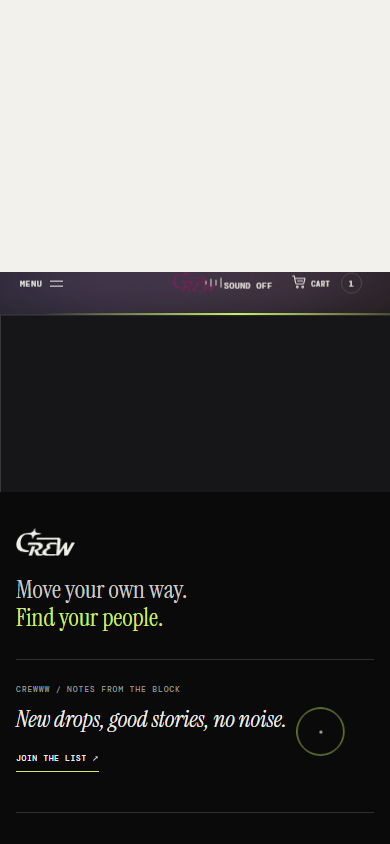 MENU
CREW
SOUND OFF
CART
1
CREW
Move your own way.
Find your people.
CREWWW / NOTES FROM THE BLOCK
New drops, good stories, no noise.
JOIN THE LIST ↗